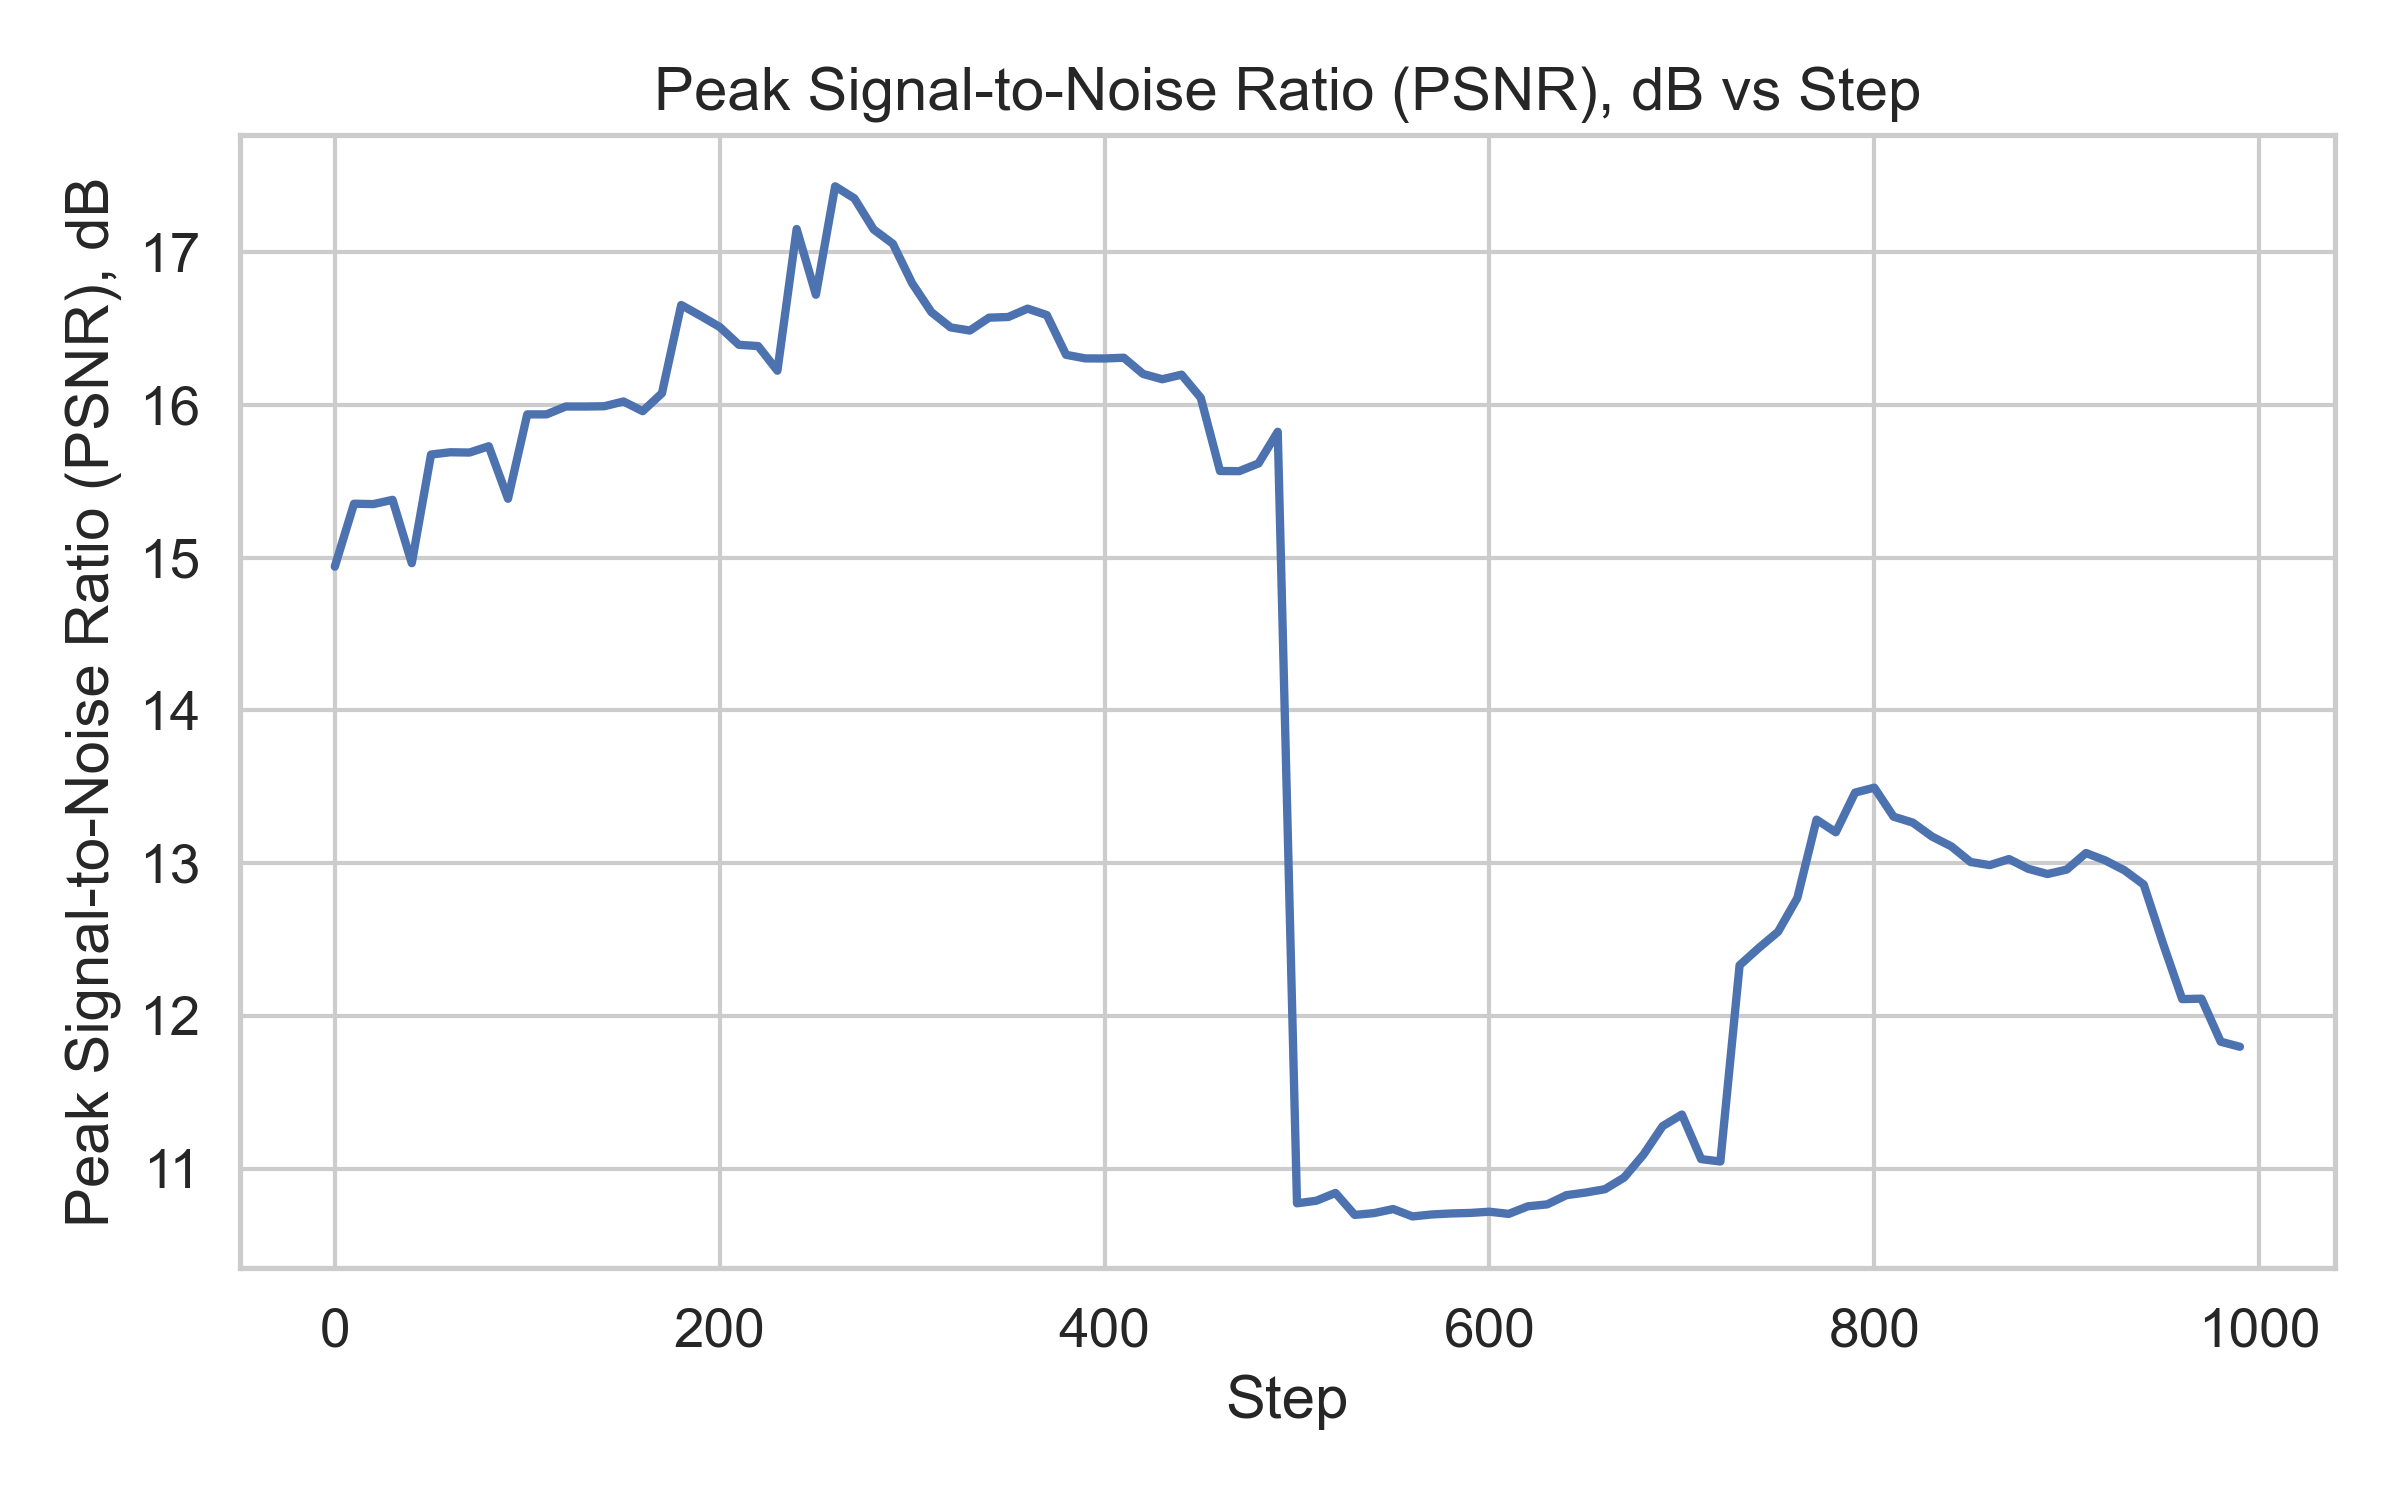 Peak Signal-to-Noise Ratio (PSNR), dB vs Step
Peak Signal-to-Noise Ratio (PSNR), dB
17
16
15
14
13
12
11
0 200 400 600 800 1000
Step